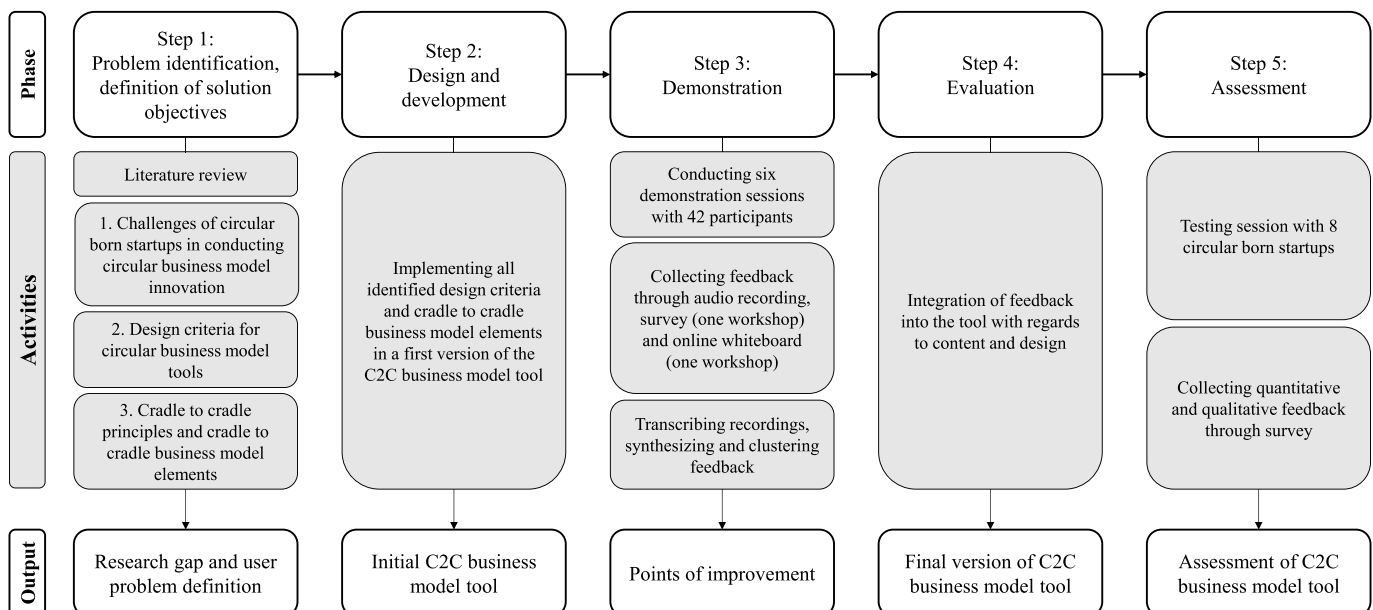 Phase
Step 1:
Problem identification,
definition of solution
objectives
Step 2:
Design and
development
Step 3:
Demonstration
Step 4:
Evaluation
Step 5:
Assessment
Activities
Literature review
1. Challenges of circular
born startups in conducting
circular business model
innovation
2. Design criteria for
circular business model
tools
3. Cradle to cradle
principles and cradle to
cradle business model
elements
Implementing all
identified design criteria
and cradle to cradle
business model elements
in a first version of the
C2C business model tool
Conducting six
demonstration sessions
with 42 participants
Collecting feedback
through audio recording,
survey (one workshop)
and online whiteboard
(one workshop)
Transcribing recordings,
synthesizing and clustering
feedback
Integration of feedback
into the tool with regards
to content and design
Testing session with 8
circular born startups
Collecting quantitative
and qualitative feedback
through survey
Output
Research gap and user
problem definition
Initial C2C business
model tool
Points of improvement
Final version of C2C
business model tool
Assessment of C2C
business model tool